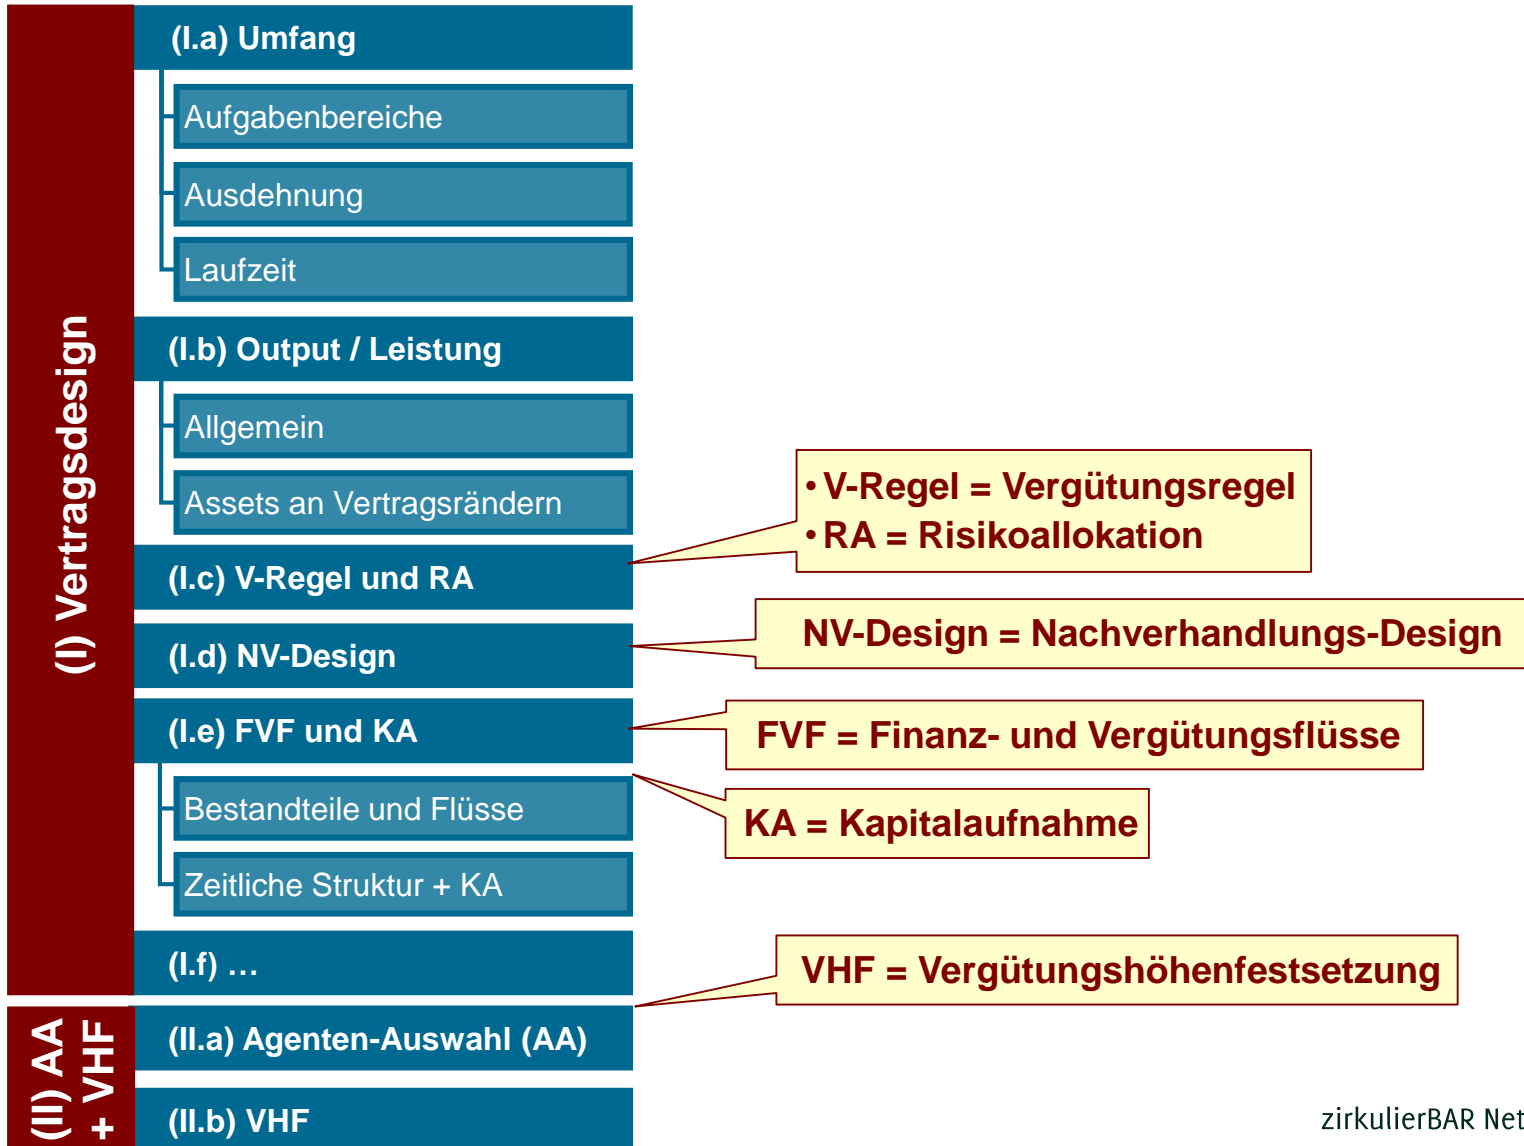 (I) Vertragsdesign
(I.a) Umfang
Aufgabenbereiche
Ausdehnung
Laufzeit
(I.b) Output / Leistung
Allgemein
Assets an Vertragsrändern
(I.c) V-Regel und RA
• V-Regel = Vergütungsregel
• RA = Risikoallokation
(I.d) NV-Design
NV-Design = Nachverhandlungs-Design
(I.e) FVF und KA
FVF = Finanz- und Vergütungsflüsse
KA = Kapitalaufnahme
Bestandteile und Flüsse
Zeitliche Struktur + KA
(I.f) …
VHF = Vergütungshöhenfestsetzung
(II) AA
+ VHF
(II.a) Agenten-Auswahl (AA)
(II.b) VHF
zirkulierBAR Net